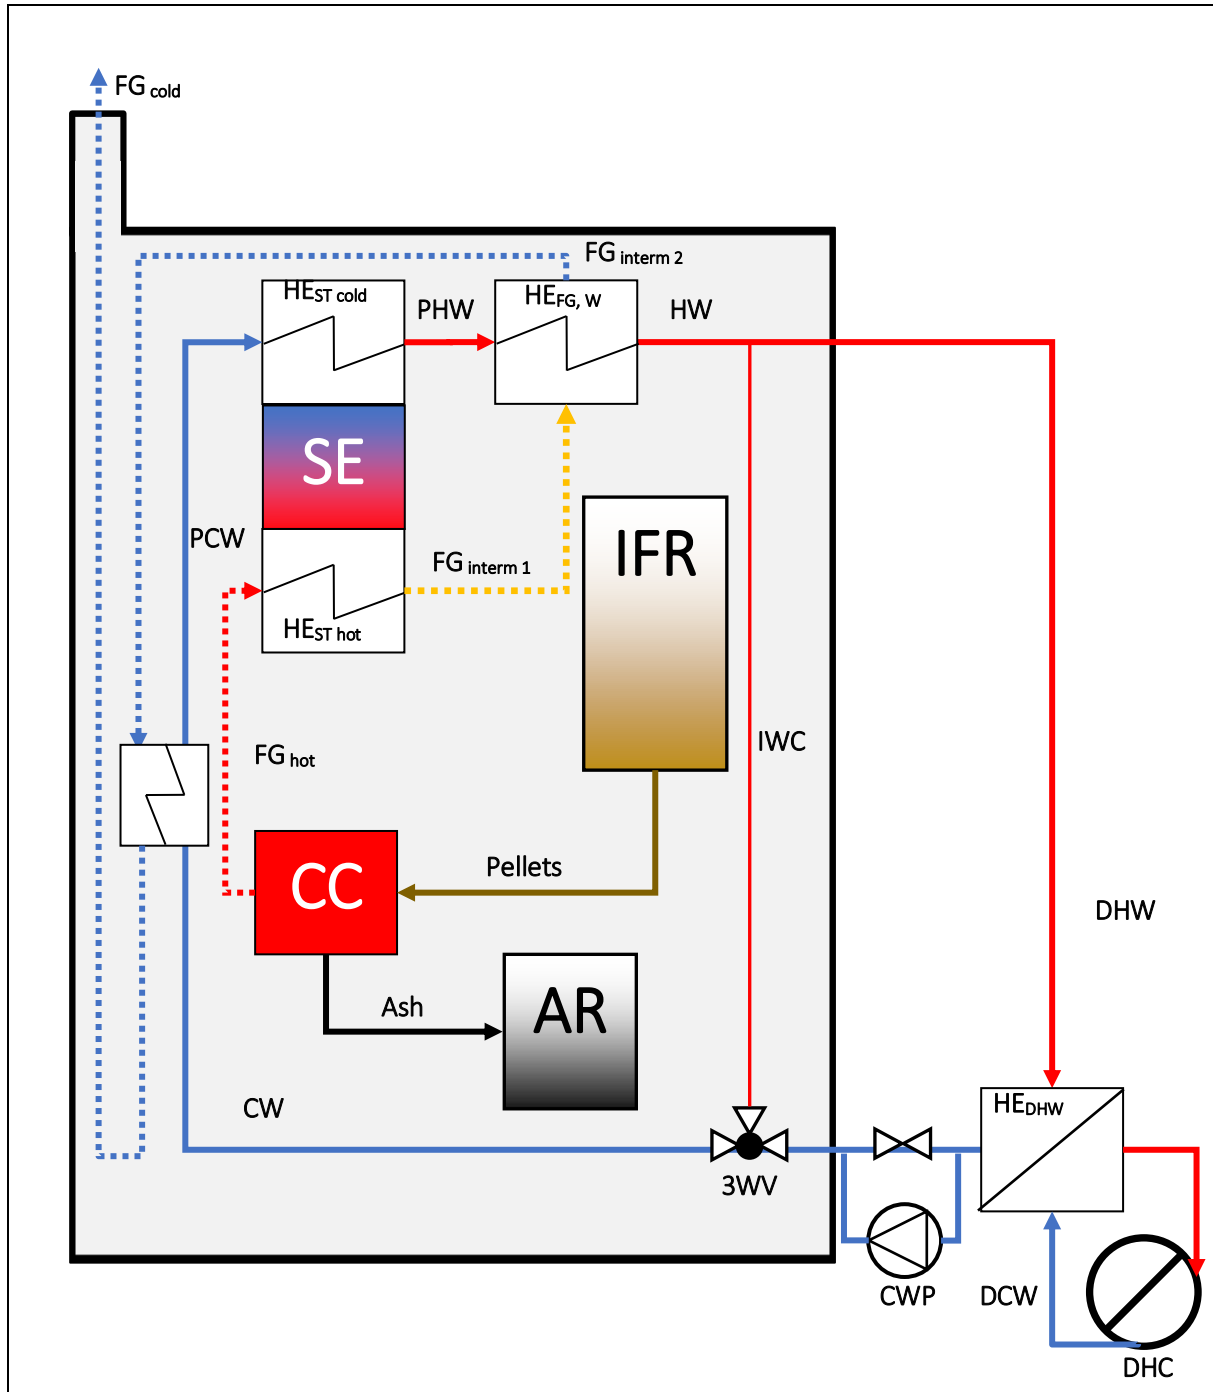 FG cold
FG interm 2
HEST cold
PHW
HEFG, W
HW
SE
PCW
FG interm 1
IFR
HEST hot
FG hot
IWC
CC
Pellets
DHW
Ash
AR
CW
HEDHW
3WV
CWP
DCW
DHC